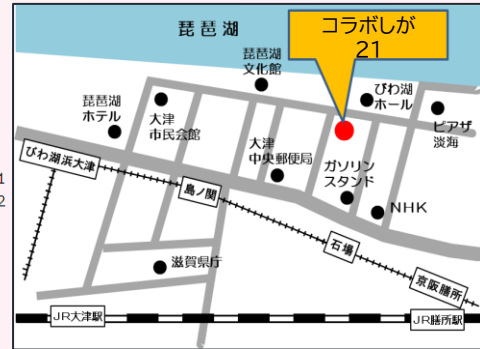 琵琶湖
コラボしが
21
琵琶湖
文化館
びわ湖
ホール
琵琶湖
ホテル
大津
市民会館
ピアザ
淡海
大津
中央郵便局
ガソリン
スタンド
びわ湖浜大津
島ノ関
NHK
石場
滋賀県庁
京阪膳所
JR大津駅
JR膳所駅
1
2